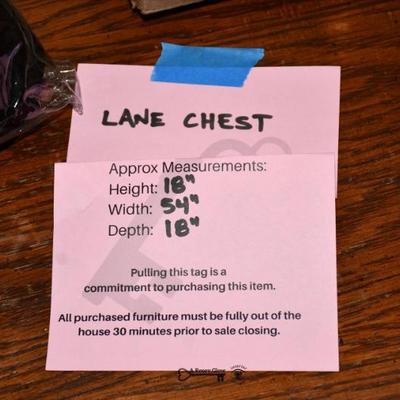 LANE CHEST
Approx Measurements:
Height: 18"
Width: 54"
Depth: 18"
Pulling this tag is a
commitment to purchasing this item.
All purchased furniture must be fully out of the
house 30 minutes prior to sale closing.